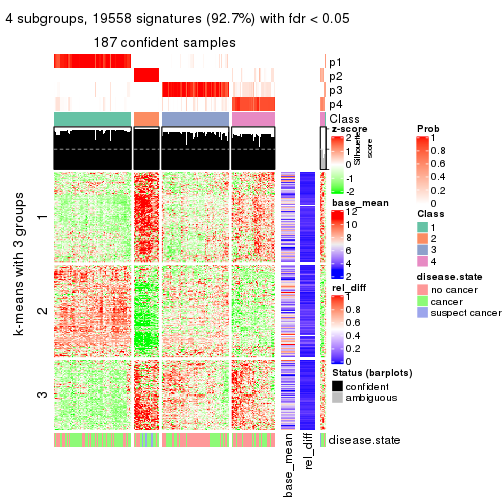 4 subgroups, 19558 signatures (92.7%) with fdr < 0.05
187 confident samples
p1
p2
p3
p4
Class
z-score
2
1
0
-1
-2
Silhouette
score
base_mean
12
10
8
6
4
2
rel_diff
1
0.8
0.6
0.4
0.2
0
Status (barplots)
confident
ambiguous
Prob
1
0.8
0.6
0.4
0.2
0
Class
1
2
3
4
disease.state
no cancer
cancer
suspect cancer
k-means with 3 groups
1
2
3
disease.state
base_mean
rel_diff